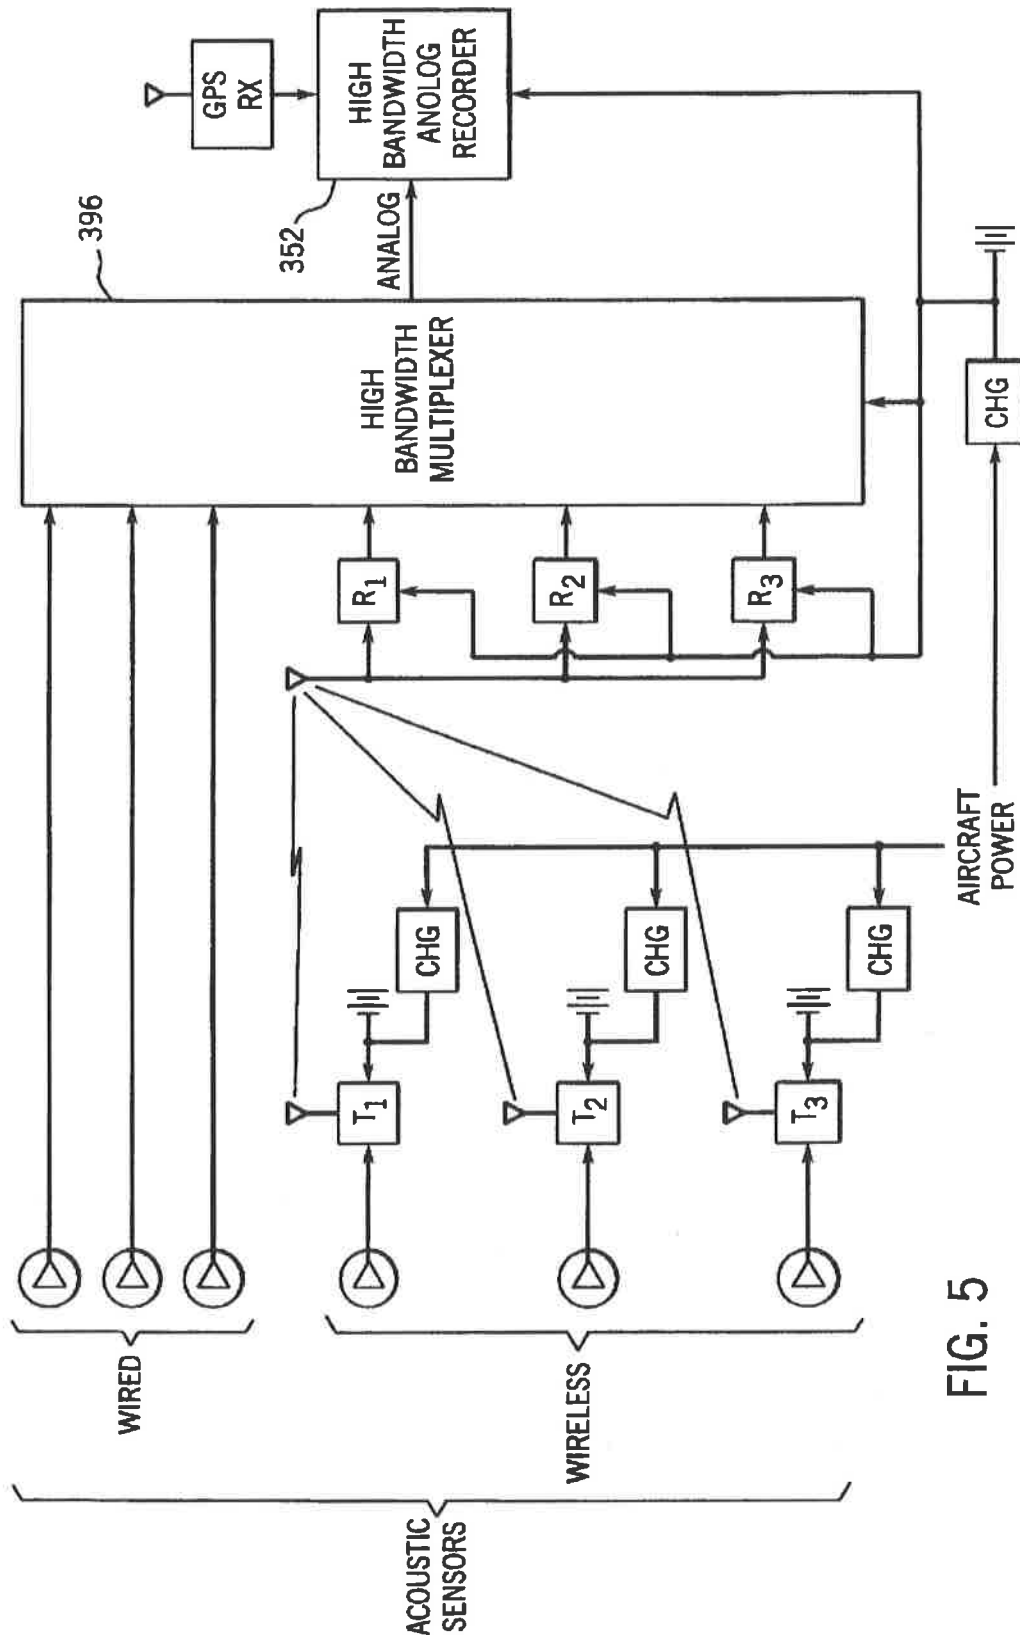 ACOUSTIC
SENSORS
WIRED
WIRELESS
T1
T2
T3
CHG
CHG
CHG
AIRCRAFT
POWER
R1
R2
R3
HIGH
BANDWIDTH
MULTIPLEXER
396
ANALOG
352
GPS
RX
HIGH
BANDWIDTH
ANOLOG
RECORDER
CHG
FIG. 5